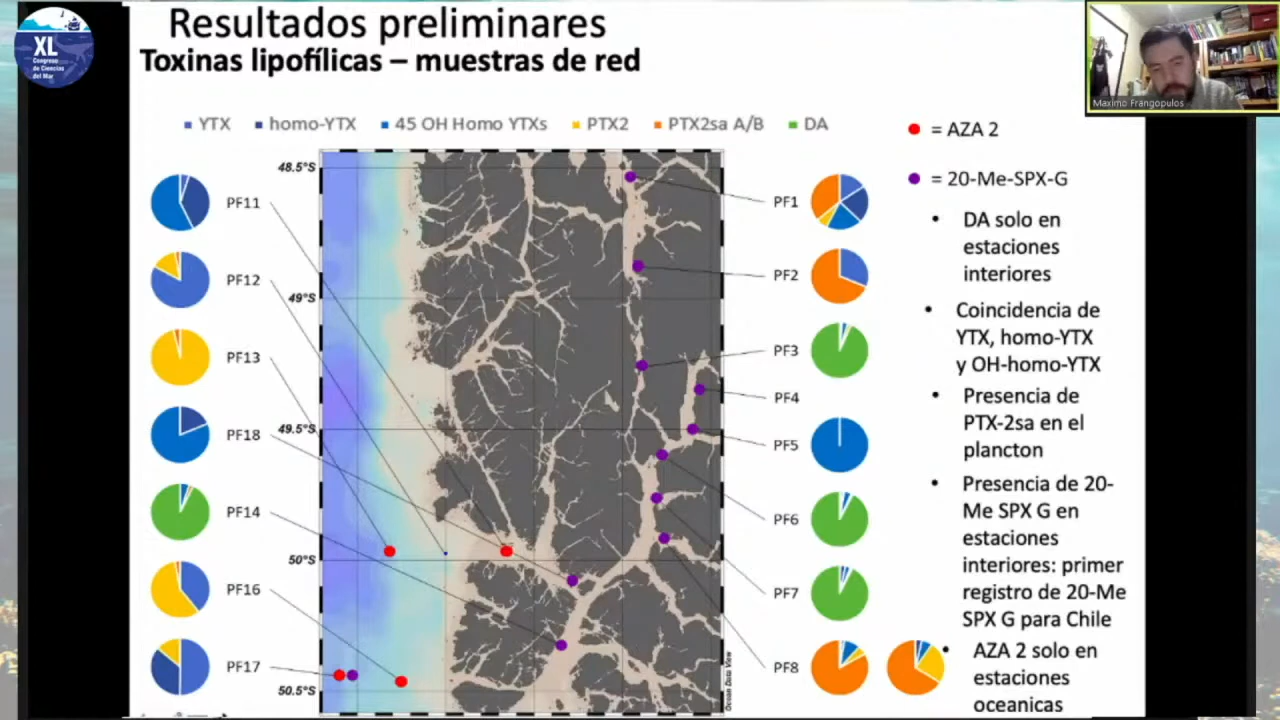 XL
Congreso
de Ciencias
del Mar
Resultados preliminares
Toxinas lipofílicas – muestras de red
Maximo Frangopulos
YTX
homo-YTX
45 OH Homo YTXs
PTX2
PTX2sa A/B
DA
= AZA 2
= 20-Me-SPX-G
PF11
PF12
PF13
PF18
PF14
PF16
PF17
48.5°S
49°S
49.5°S
50°S
50.5°S
Ocean Data View
PF1
PF2
PF3
PF4
PF5
PF6
PF7
PF8
• DA solo en
estaciones
interiores
• Coincidencia de
YTX, homo-YTX
y OH-homo-YTX
• Presencia de
PTX-2sa en el
plancton
• Presencia de 20-
Me SPX G en
estaciones
interiores: primer
registro de 20-Me
SPX G para Chile
• AZA 2 solo en
estaciones
oceanicas